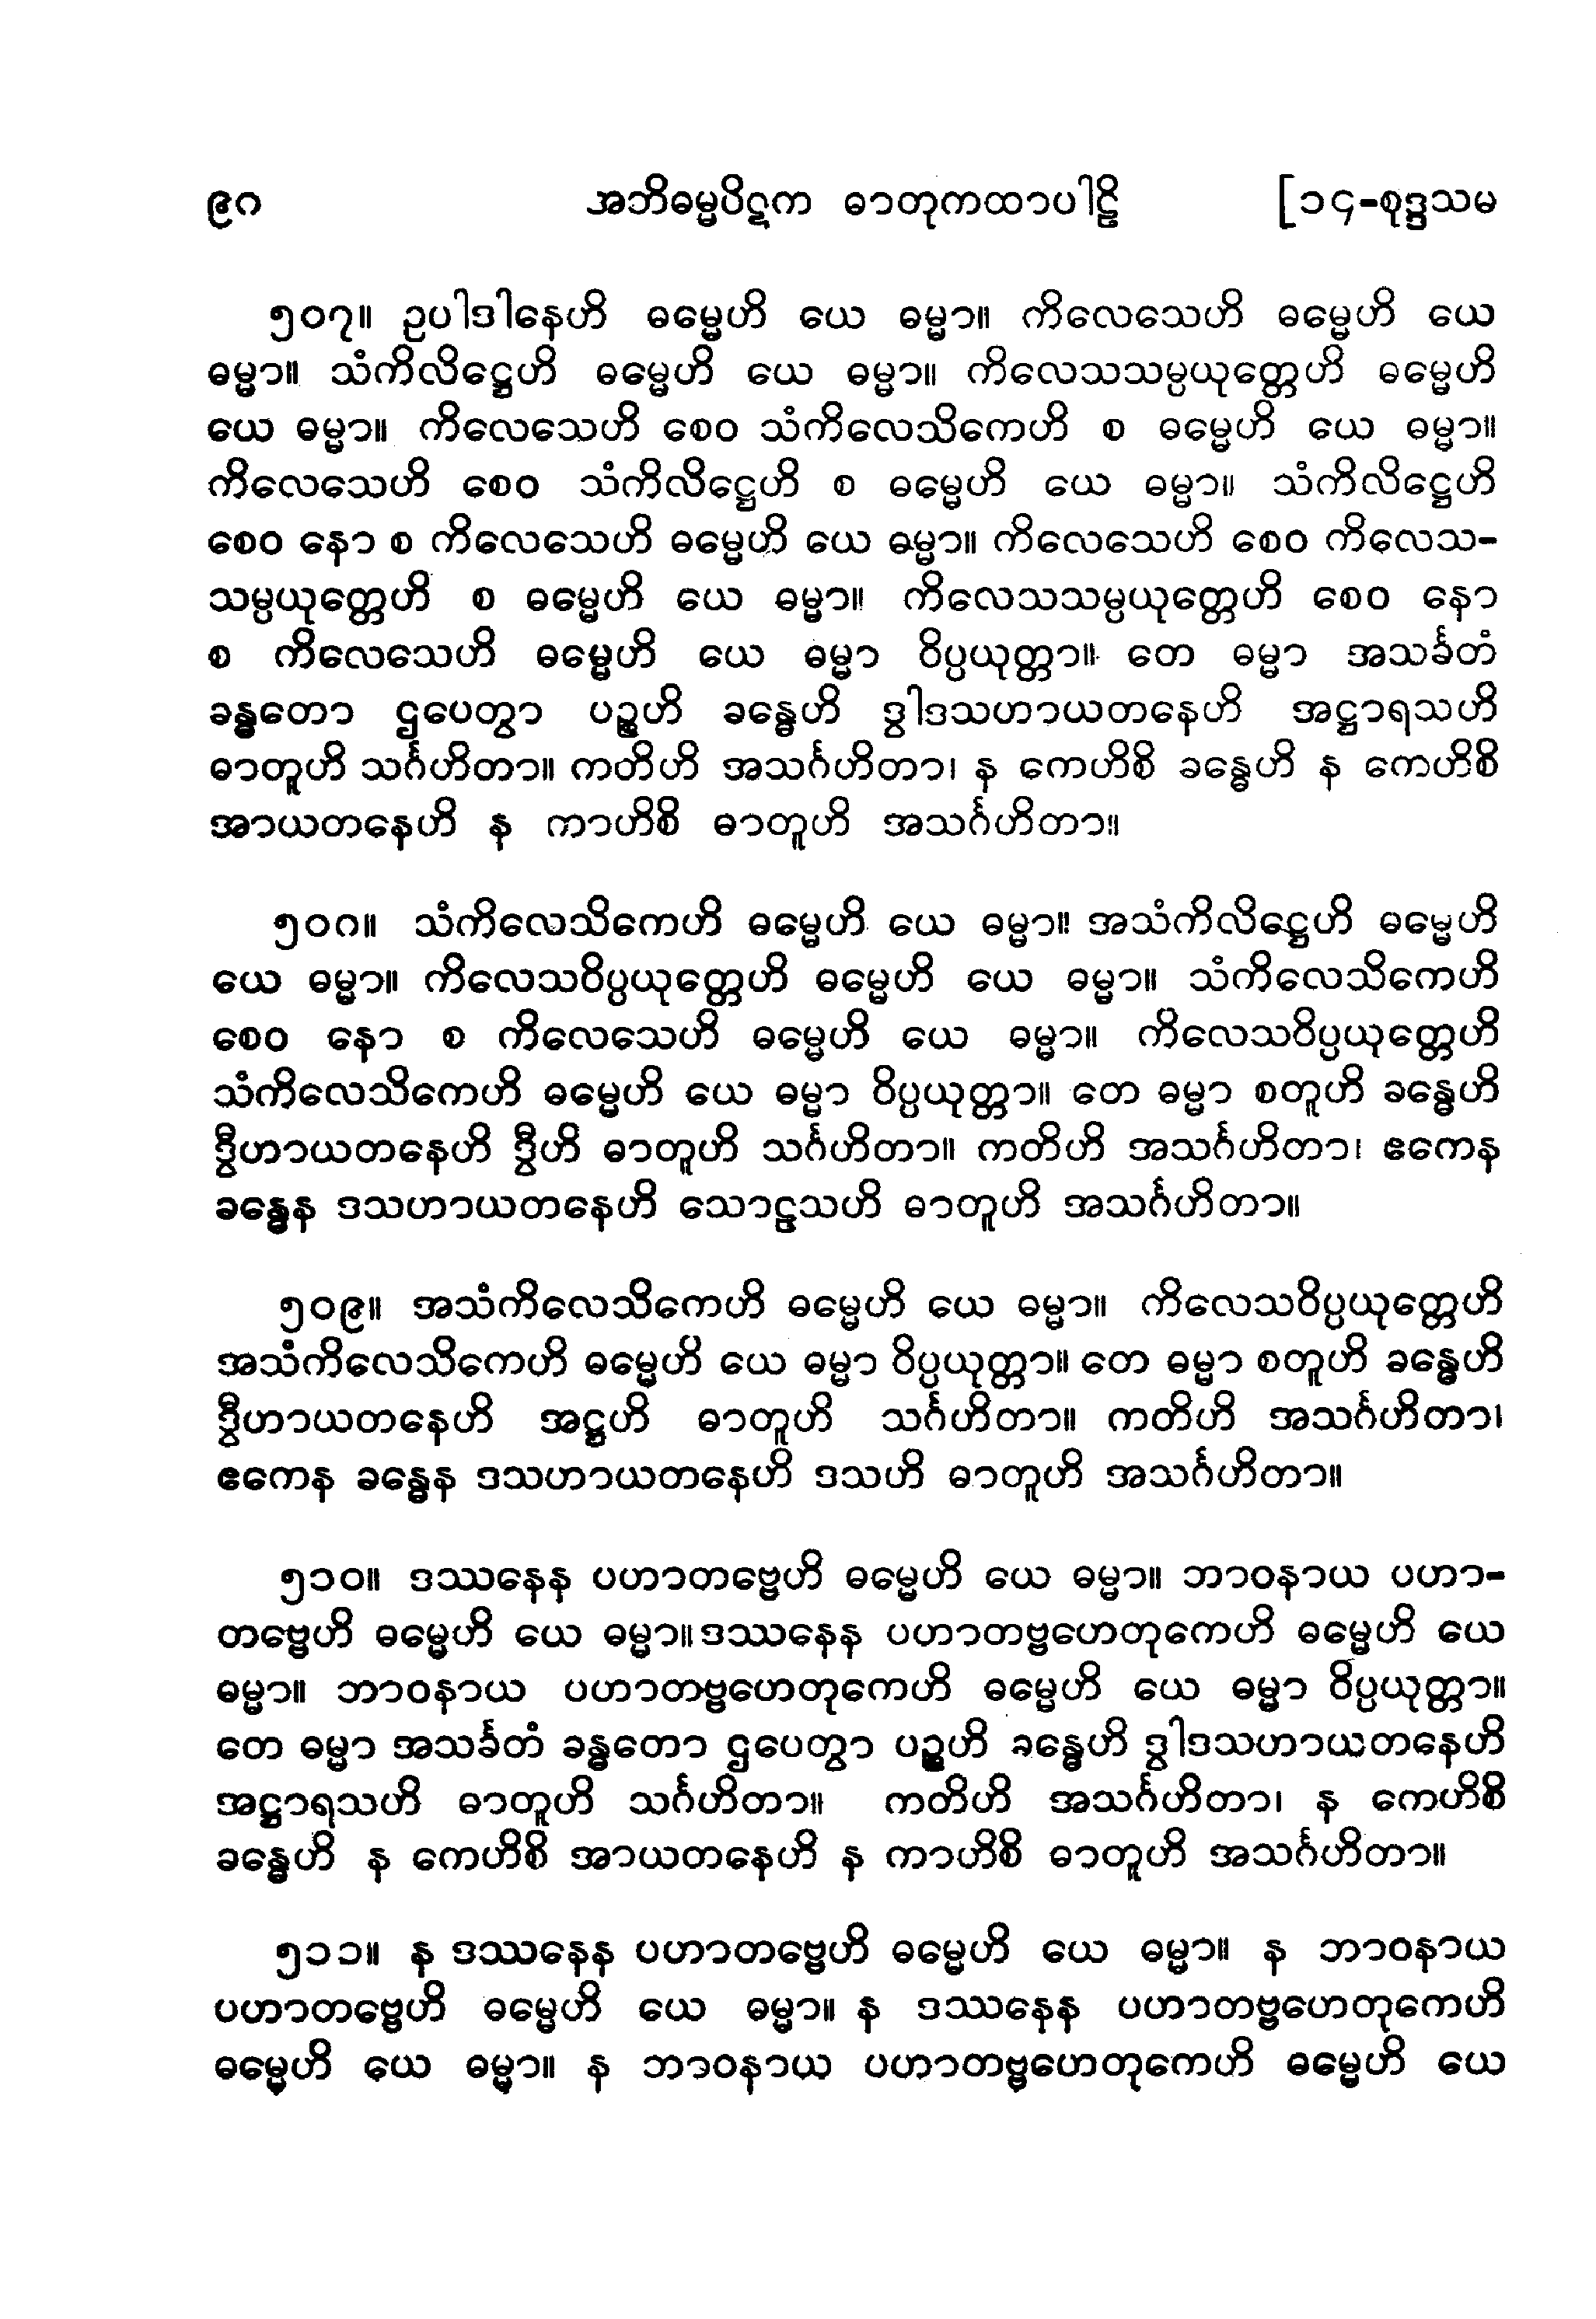 ၉ဂ အဘိဓမ္မပိဋက ဓာတုကထာပါဠိ [၁၄-စုဒ္ဒသမ
၅၀၇။ ဥပါဒါနေဟိ ဓမ္မေဟိ ယေ ဓမ္မာ။ ကိလေသေဟိ ဓမ္မေဟိ ယေ
ဓမ္မာ။ သံကိလိဋ္ဌေဟိ ဓမ္မေဟိ ယေ ဓမ္မာ။ ကိလေသသမ္ပယုတ္တေဟိ ဓမ္မေဟိ
ယေ ဓမ္မာ။ ကိလေသေဟိ စေဝ သံကိလေသိကေဟိ စ ဓမ္မေဟိ ယေ ဓမ္မာ။
ကိလေသေဟိ စေဝ သံကိလိဋ္ဌေဟိ စ ဓမ္မေဟိ ယေ ဓမ္မာ။ သံကိလိဋ္ဌေဟိ
စေဝ နော စ ကိလေသေဟိ ဓမ္မေဟိ ယေ ဓမ္မာ။ ကိလေသေဟိ စေဝ ကိလေသ-
သမ္ပယုတ္တေဟိ စ ဓမ္မေဟိ ယေ ဓမ္မာ။ ကိလေသသမ္ပယုတ္တေဟိ စေဝ နော
စ ကိလေသေဟိ ဓမ္မေဟိ ယေ ဓမ္မာ ဝိပ္ပယုတ္တာ။ တေ ဓမ္မာ အသင်္ခတံ
ခန္ဓတော ဌပေတွာ ပဉ္စဟိ ခန္ဓေဟိ ဒွါဒသဟာယတနေဟိ အဋ္ဌာရသဟိ
ဓာတူဟိ သင်္ဂဟိတာ။ ကတိဟိ အသင်္ဂဟိတာ၊ န ကေဟိစိ ခန္ဓေဟိ န ကေဟိစိ
အာယတနေဟိ န ကာဟိစိ ဓာတူဟိ အသင်္ဂဟိတာ။
၅၀ဂ။ သံကိလေသိကေဟိ ဓမ္မေဟိ ယေ ဓမ္မာ။ အသံကိလိဋ္ဌေဟိ ဓမ္မေဟိ
ယေ ဓမ္မာ။ ကိလေသဝိပ္ပယုတ္တေဟိ ဓမ္မေဟိ ယေ ဓမ္မာ။ သံကိလေသိကေဟိ
စေဝ နော စ ကိလေသေဟိ ဓမ္မေဟိ ယေ ဓမ္မာ။ ကိလေသဝိပ္ပယုတ္တေဟိ
သံကိလေသိကေဟိ ဓမ္မေဟိ ယေ ဓမ္မာ ဝိပ္ပယုတ္တာ။ တေ ဓမ္မာ စတူဟိ ခန္ဓေဟိ
ဒွီဟာယတနေဟိ ဒွီဟိ ဓာတူဟိ သင်္ဂဟိတာ။ ကတိဟိ အသင်္ဂဟိတာ၊ ဧကေန
ခန္ဓေန ဒသဟာယတနေဟိ သောဠသဟိ ဓာတူဟိ အသင်္ဂဟိတာ။
၅၀၉။ အသံကိလေသိကေဟိ ဓမ္မေဟိ ယေ ဓမ္မာ။ ကိလေသဝိပ္ပယုတ္တေဟိ
အသံကိလေသိကေဟိ ဓမ္မေဟိ ယေ ဓမ္မာ ဝိပ္ပယုတ္တာ။ တေ ဓမ္မာ စတူဟိ ခန္ဓေဟိ
ဒွီဟာယတနေဟိ အဋ္ဌဟိ ဓာတူဟိ သင်္ဂဟိတာ။ ကတိဟိ အသင်္ဂဟိတာ၊
ဧကေန ခန္ဓေန ဒသဟာယတနေဟိ ဒသဟိ ဓာတူဟိ အသင်္ဂဟိတာ။
၅၁၀။ ဒဿနေန ပဟာတဗ္ဗေဟိ ဓမ္မေဟိ ယေ ဓမ္မာ။ ဘာဝနာယ ပဟာ-
တဗ္ဗေဟိ ဓမ္မေဟိ ယေ ဓမ္မာ။ ဒဿနေန ပဟာတဗ္ဗဟေတုကေဟိ ဓမ္မေဟိ ယေ
ဓမ္မာ။ ဘာဝနာယ ပဟာတဗ္ဗဟေတုကေဟိ ဓမ္မေဟိ ယေ ဓမ္မာ ဝိပ္ပယုတ္တာ။
တေ ဓမ္မာ အသင်္ခတံ ခန္ဓတော ဌပေတွာ ပဉ္စဟိ ခန္ဓေဟိ ဒွါဒသဟာယတနေဟိ
အဋ္ဌာရသဟိ ဓာတူဟိ သင်္ဂဟိတာ။ ကတိဟိ အသင်္ဂဟိတာ၊ န ကေဟိစိ
ခန္ဓေဟိ န ကေဟိစိ အာယတနေဟိ န ကာဟိစိ ဓာတူဟိ အသင်္ဂဟိတာ။
၅၁၁။ န ဒဿနေန ပဟာတဗ္ဗေဟိ ဓမ္မေဟိ ယေ ဓမ္မာ။ န ဘာဝနာယ
ပဟာတဗ္ဗေဟိ ဓမ္မေဟိ ယေ ဓမ္မာ။ န ဒဿနေန ပဟာတဗ္ဗဟေတုကေဟိ
ဓမ္မေဟိ ယေ ဓမ္မာ။ န ဘာဝနာယ ပဟာတဗ္ဗဟေတုကေဟိ ဓမ္မေဟိ ယေ